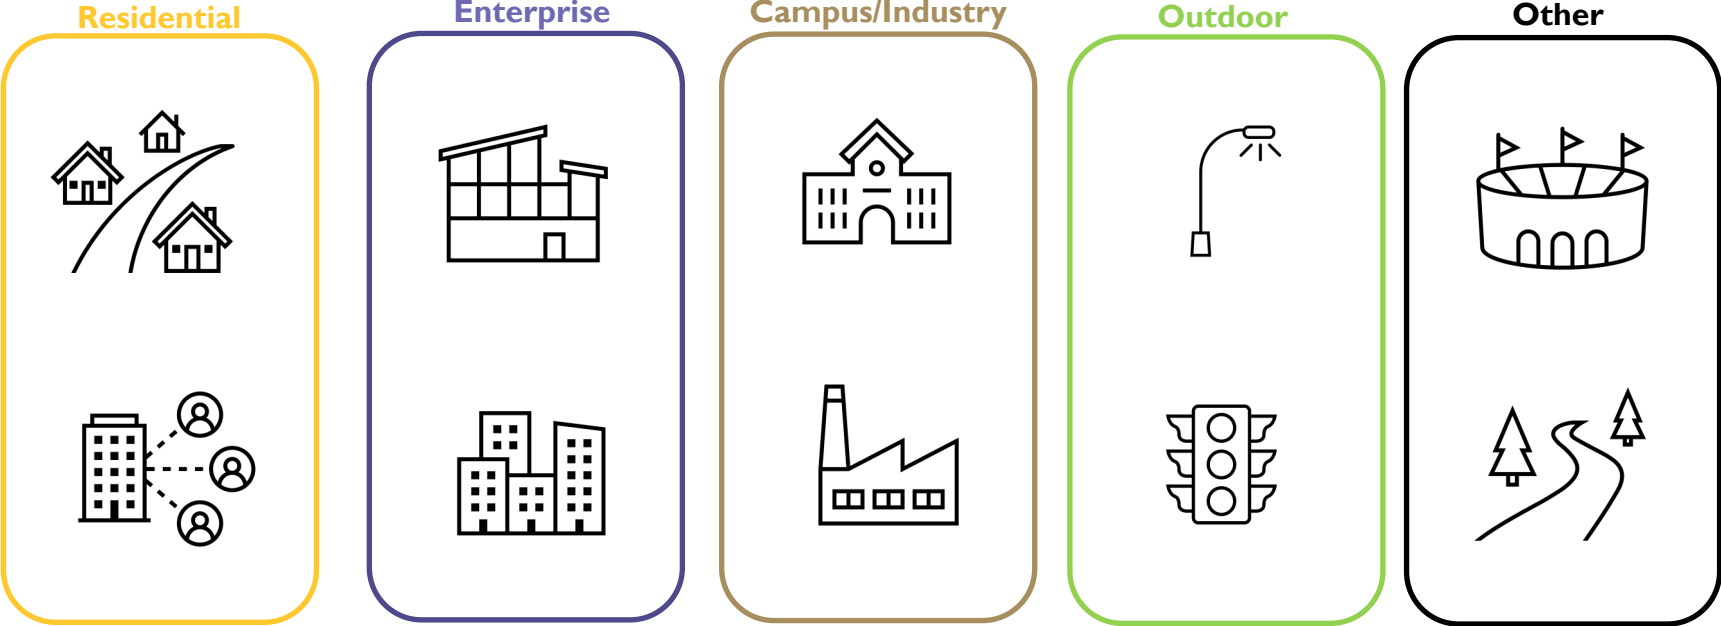 Residential
Enterprise
Campus/Industry
Outdoor
Other